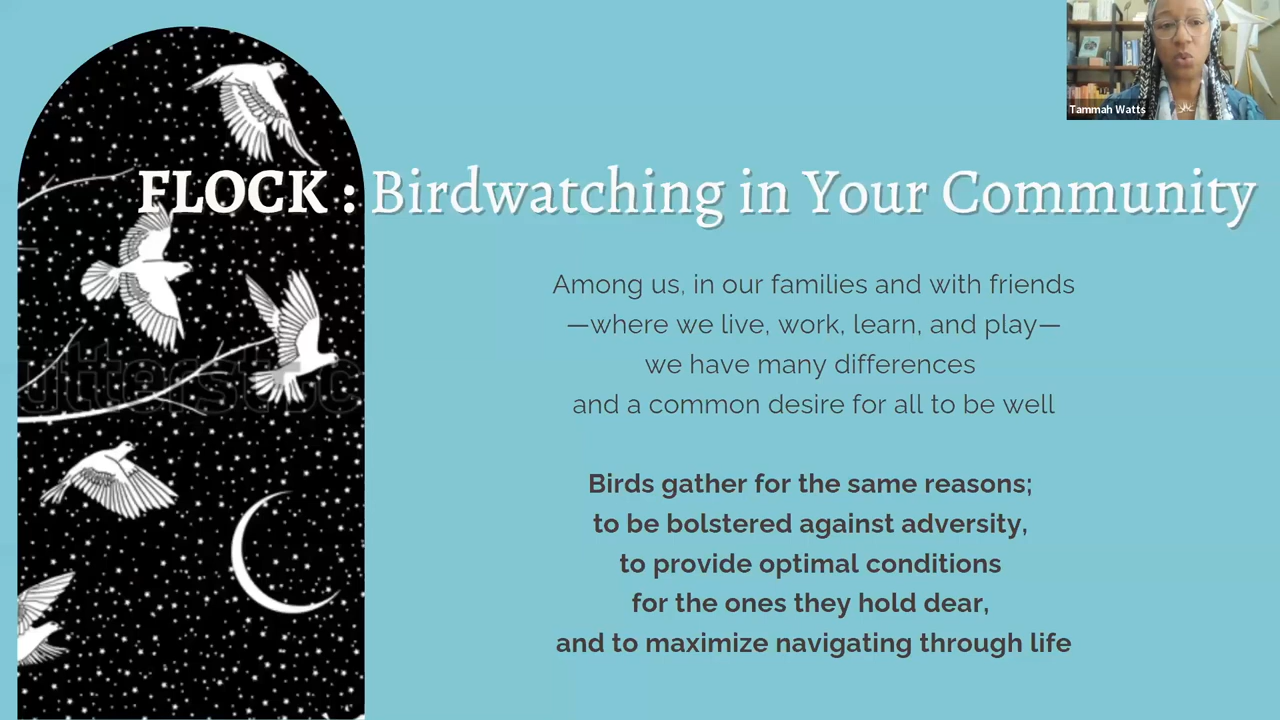 Tammah Watts
FLOCK : Birdwatching in Your Community
Among us, in our families and with friends
—where we live, work, learn, and play—
we have many differences
and a common desire for all to be well
Birds gather for the same reasons;
to be bolstered against adversity,
to provide optimal conditions
for the ones they hold dear,
and to maximize navigating through life